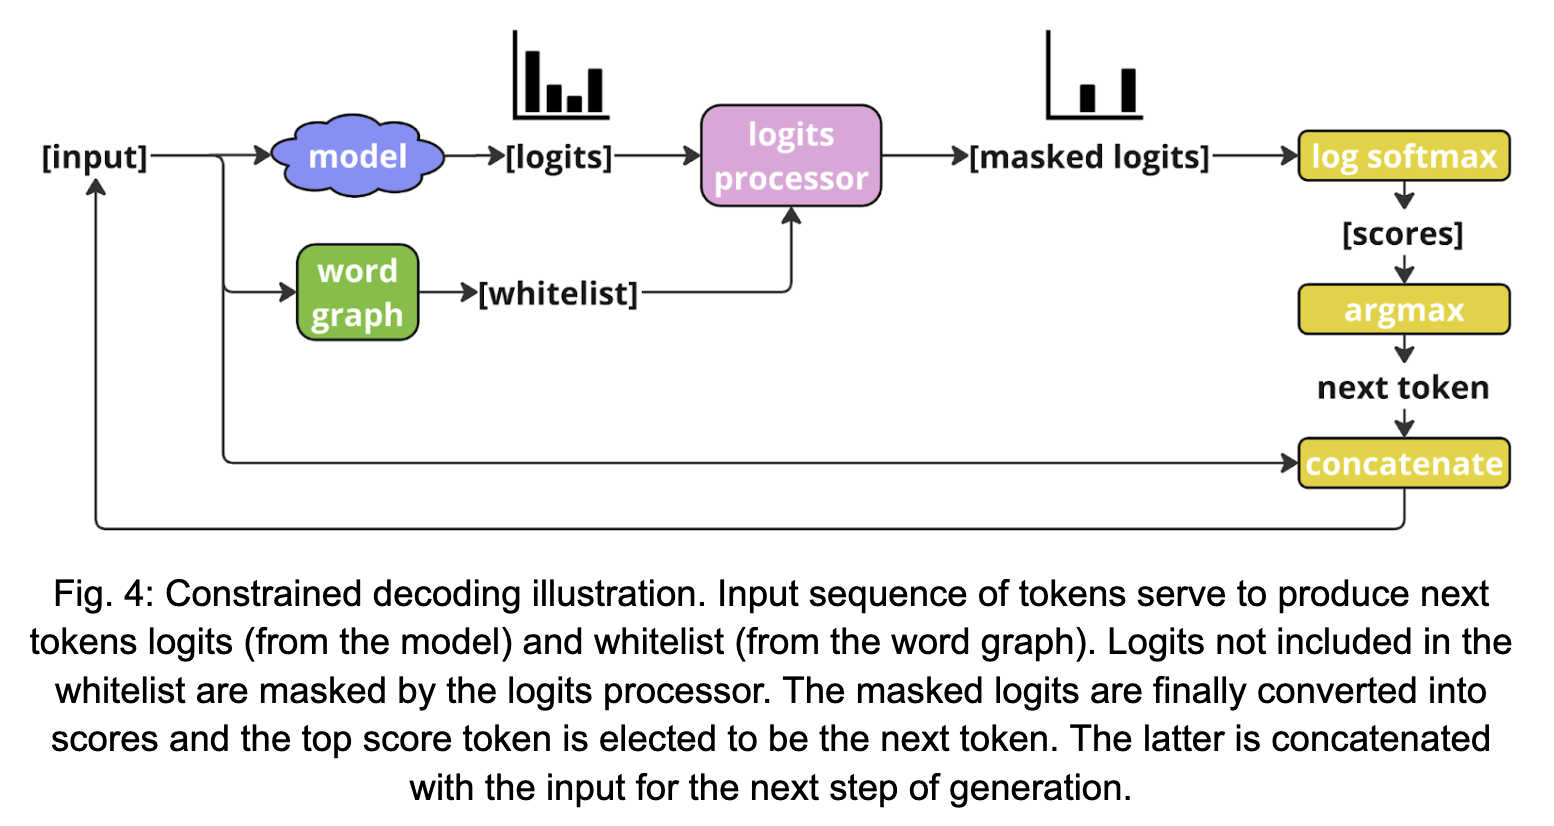 [input]
model
[logits]
logits
processor
[masked logits]
log softmax
[scores]
word
graph
[whitelist]
argmax
next token
concatenate
Fig. 4: Constrained decoding illustration. Input sequence of tokens serve to produce next
tokens logits (from the model) and whitelist (from the word graph). Logits not included in the
whitelist are masked by the logits processor. The masked logits are finally converted into
scores and the top score token is elected to be the next token. The latter is concatenated
with the input for the next step of generation.